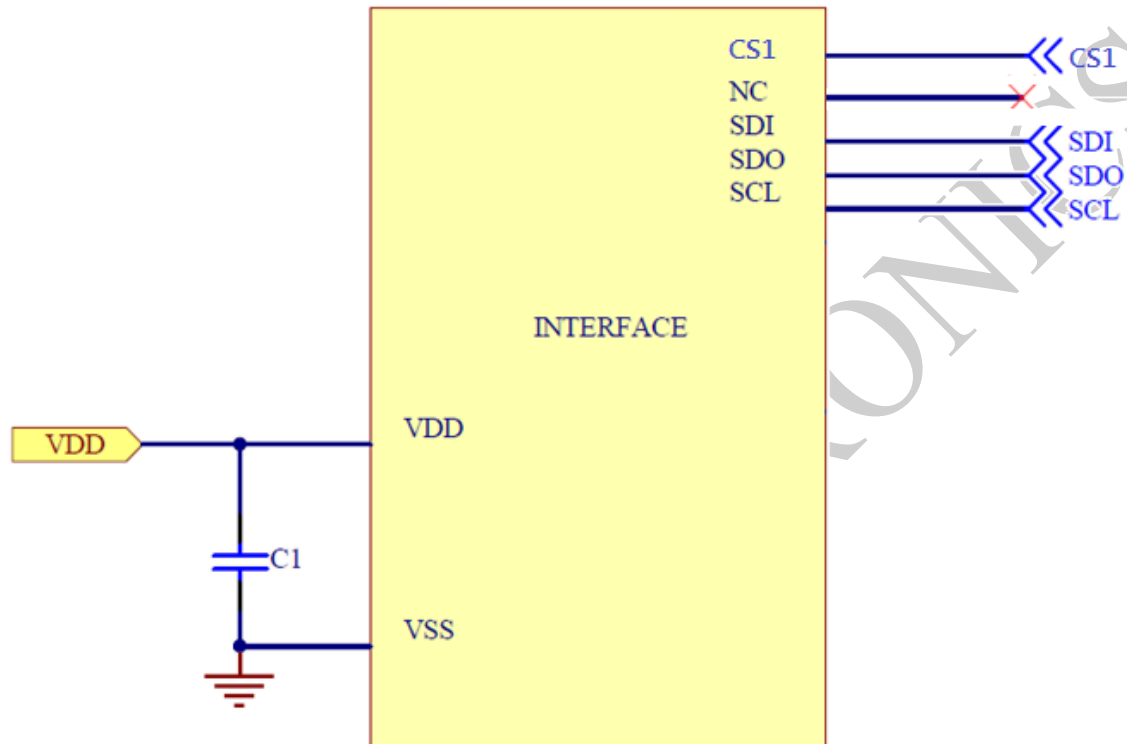 CS1 CS1
NC
SDI SDI
SDO SDO
SCL SCL
INTERFACE
VDD VDD
C1
VSS